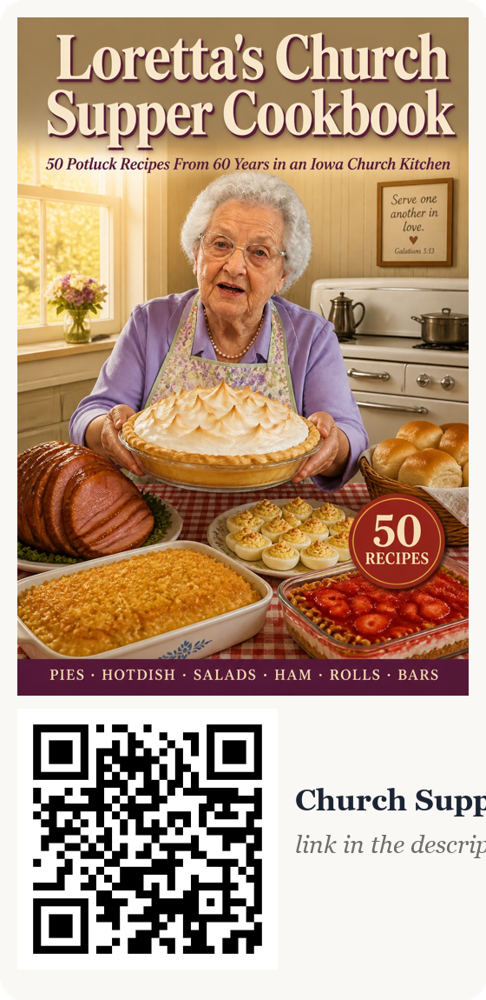 Loretta's Church
Supper Cookbook
50 Potluck Recipes From 60 Years in an Iowa Church Kitchen
Serve one
another in
love.
Galatians 5:13
50
RECIPES
PIES · HOTDISH · SALADS · HAM · ROLLS · BARS
Church Supp
link in the descrip